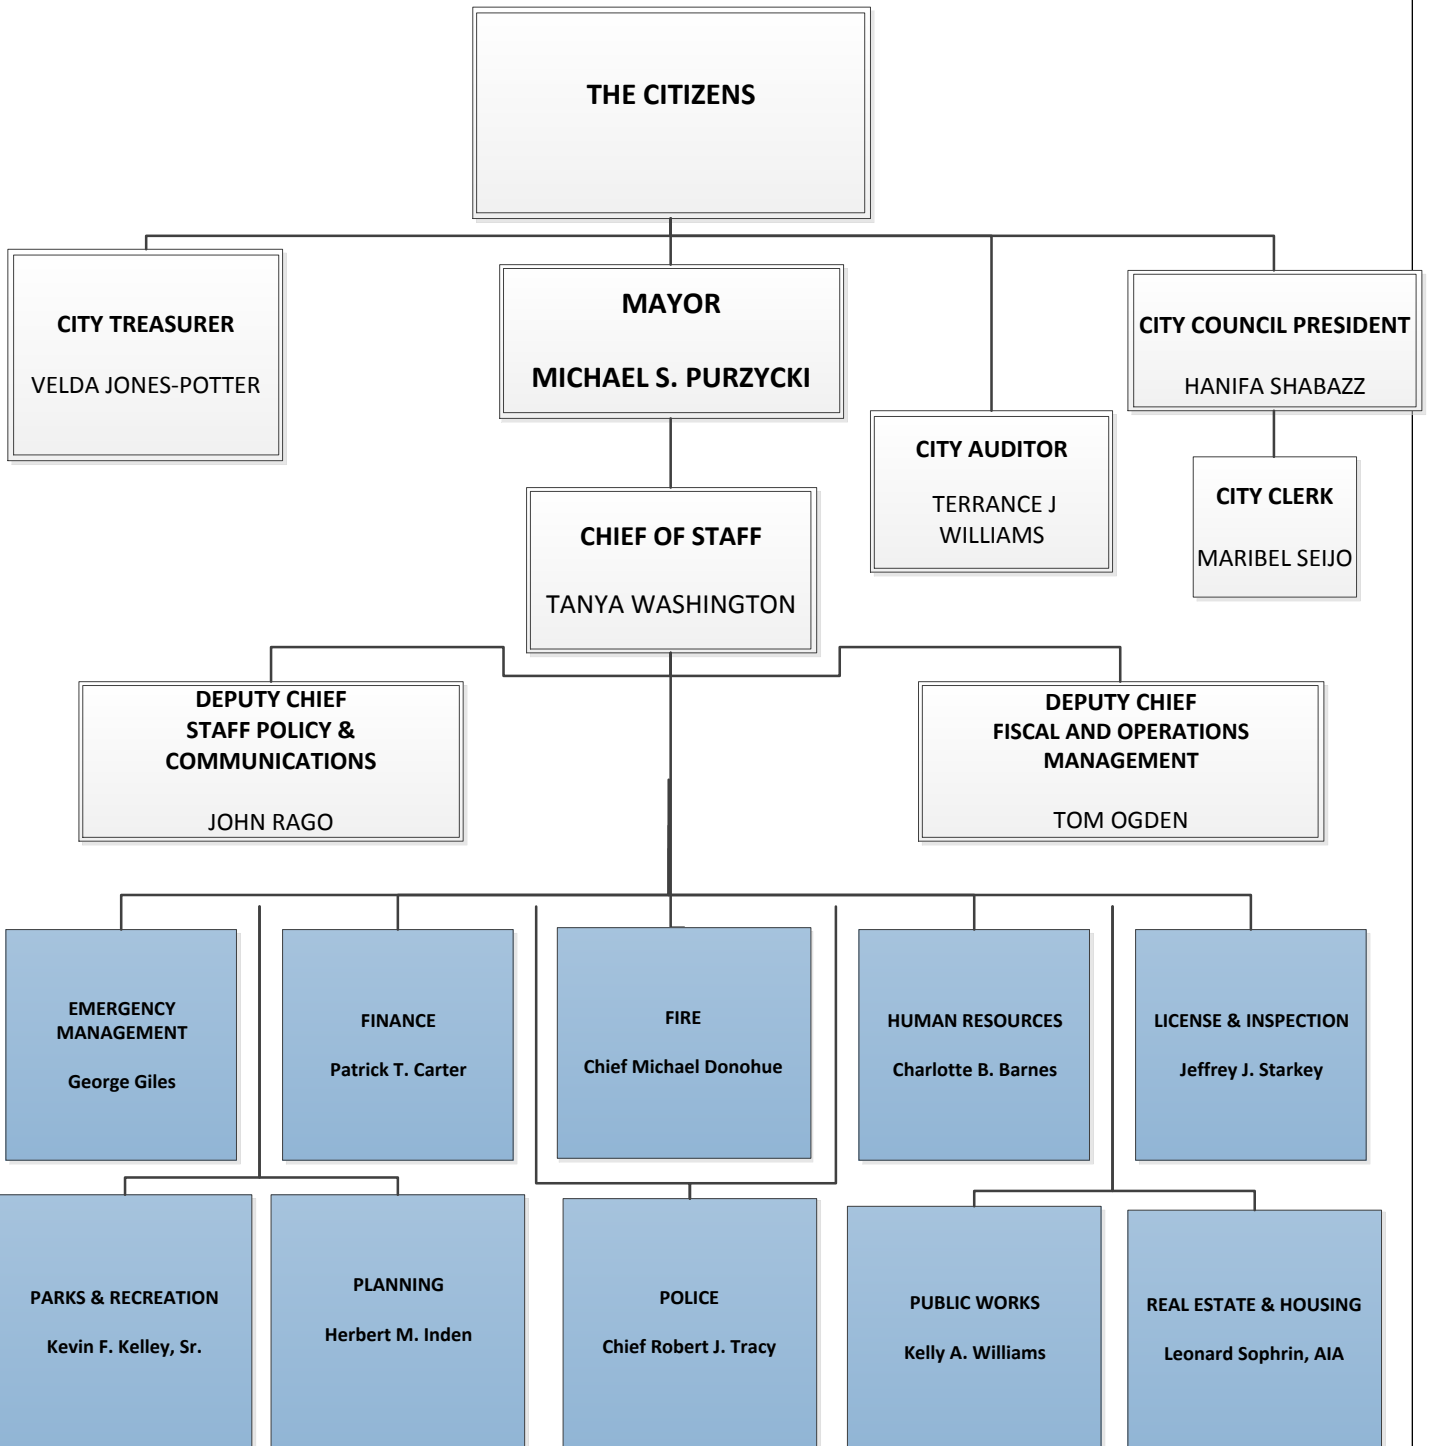 THE CITIZENS
CITY TREASURER
VELDA JONES-POTTER
MAYOR
MICHAEL S. PURZYCKI
CITY AUDITOR
TERRANCE J
WILLIAMS
CITY COUNCIL PRESIDENT
HANIFA SHABAZZ
CITY CLERK
MARIBEL SEIJO
CHIEF OF STAFF
TANYA WASHINGTON
DEPUTY CHIEF
STAFF POLICY &
COMMUNICATIONS
JOHN RAGO
DEPUTY CHIEF
FISCAL AND OPERATIONS
MANAGEMENT
TOM OGDEN
EMERGENCY
MANAGEMENT
George Giles
FINANCE
Patrick T. Carter
FIRE
Chief Michael Donohue
HUMAN RESOURCES
Charlotte B. Barnes
LICENSE & INSPECTION
Jeffrey J. Starkey
PARKS & RECREATION
Kevin F. Kelley, Sr.
PLANNING
Herbert M. Inden
POLICE
Chief Robert J. Tracy
PUBLIC WORKS
Kelly A. Williams
REAL ESTATE & HOUSING
Leonard Sophrin, AIA